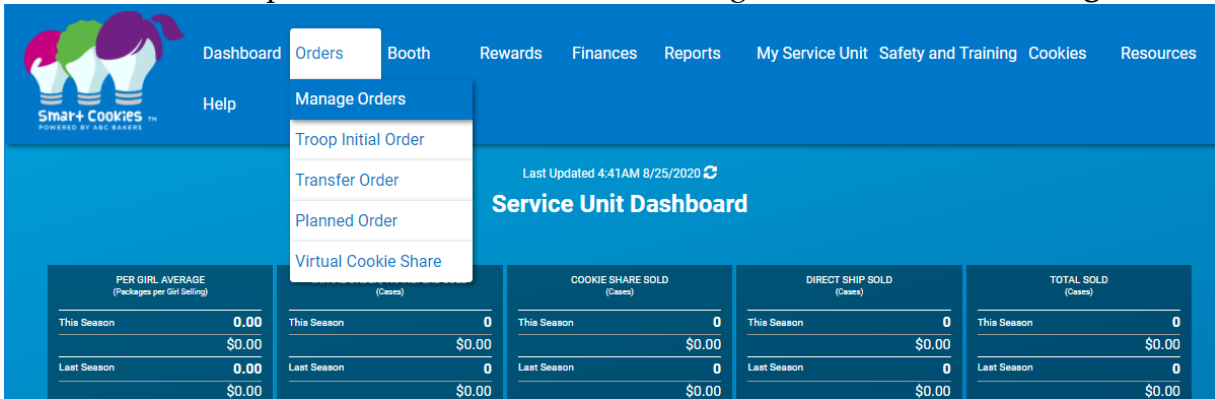 Dashboard Orders Booth Rewards Finances Reports My Service Unit Safety and Training Cookies Resources
Help
Smart Cookies TM
POWERED BY ABC BAKERS
Manage Orders
Troop Initial Order
Transfer Order
Planned Order
Virtual Cookie Share
Last Updated 4:41AM 8/25/2020
Service Unit Dashboard
PER GIRL AVERAGE
(Packages per Girl Selling)
This Season 0.00
$0.00
Last Season 0.00
$0.00
(Cases)
This Season 0
$0.00
Last Season 0
$0.00
COOKIE SHARE SOLD
(Cases)
This Season 0
$0.00
Last Season 0
$0.00
DIRECT SHIP SOLD
(Cases)
This Season 0
$0.00
Last Season 0
$0.00
TOTAL SOLD
(Cases)
This Season 0
$0.00
Last Season 0
$0.00